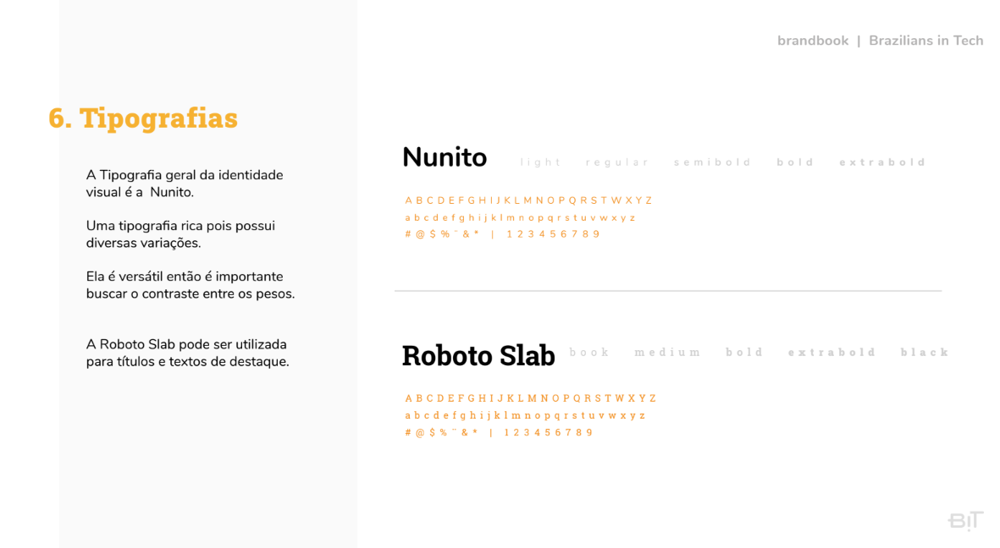 brandbook | Brazilians in Tech
6. Tipografias
A Tipografia geral da identidade
visual é a Nunito.
Uma tipografia rica pois possui
diversas variações.
Ela é versátil então é importante
buscar o contraste entre os pesos.
A Roboto Slab pode ser utilizada
para títulos e textos de destaque.
Nunito light regular semibold bold extrabold
A B C D E F G H I J K L M N O P Q R S T W X Y Z
a b c d e f g h i j k l m n o p q r s t u v w x y z
# @ $ % ¨ & * | 1 2 3 4 5 6 7 8 9
Roboto Slab book medium bold extrabold black
A B C D E F G H I J K L M N O P Q R S T W X Y Z
a b c d e f g h i j k l m n o p q r s t u v w x y z
# @ $ % ¨ & * | 1 2 3 4 5 6 7 8 9
BiT